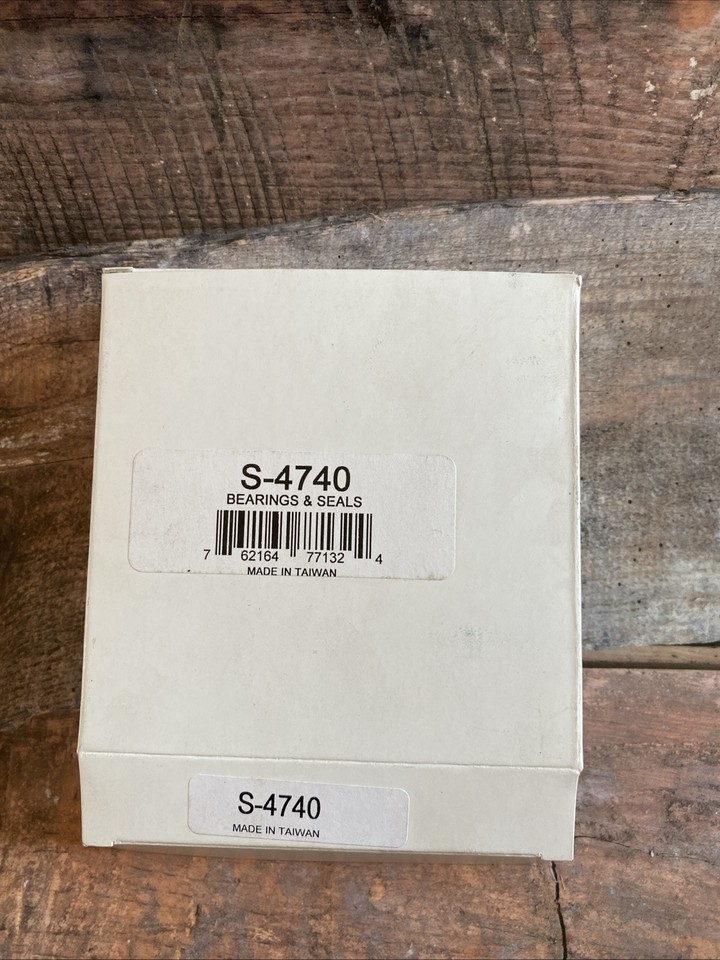 S-4740
BEARINGS & SEALS
7 62164 77132 4
MADE IN TAIWAN
S-4740
MADE IN TAIWAN